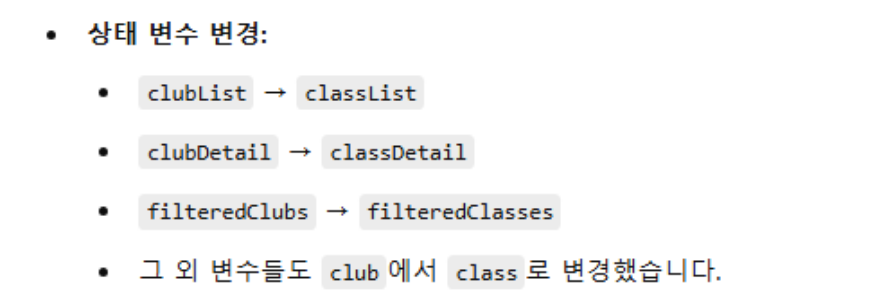 상태 변수 변경:
clubList → classList
clubDetail → classDetail
filteredClubs → filteredClasses
그 외 변수들도 club에서 class로 변경했습니다.